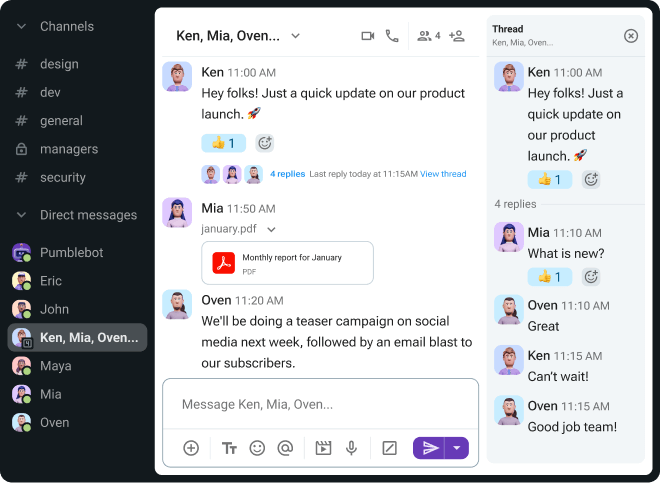 Channels
# design
# dev
# general
managers
# security
Direct messages
Pumblebot
Eric
John
Ken, Mia, Oven...
Maya
Mia
Oven
Ken, Mia, Oven...
4
Ken 11:00 AM
Hey folks! Just a quick update on our product
launch. 🚀
👍 1
4 replies Last reply today at 11:15AM View thread
Mia 11:50 AM
january.pdf
Monthly report for January
PDF
Oven 11:20 AM
We'll be doing a teaser campaign on social
media next week, followed by an email blast to
our subscribers.
Message Ken, Mia, Oven...
Tт
@
Thread
Ken, Mia, Oven...
Ken 11:00 AM
Hey folks! Just a
quick update on
our product
launch. 🚀
👍 1
4 replies
Mia 11:10 AM
What is new?
👍 1
Oven 11:10 AM
Great
Ken 11:15 AM
Can't wait!
Oven 11:15 AM
Good job team!